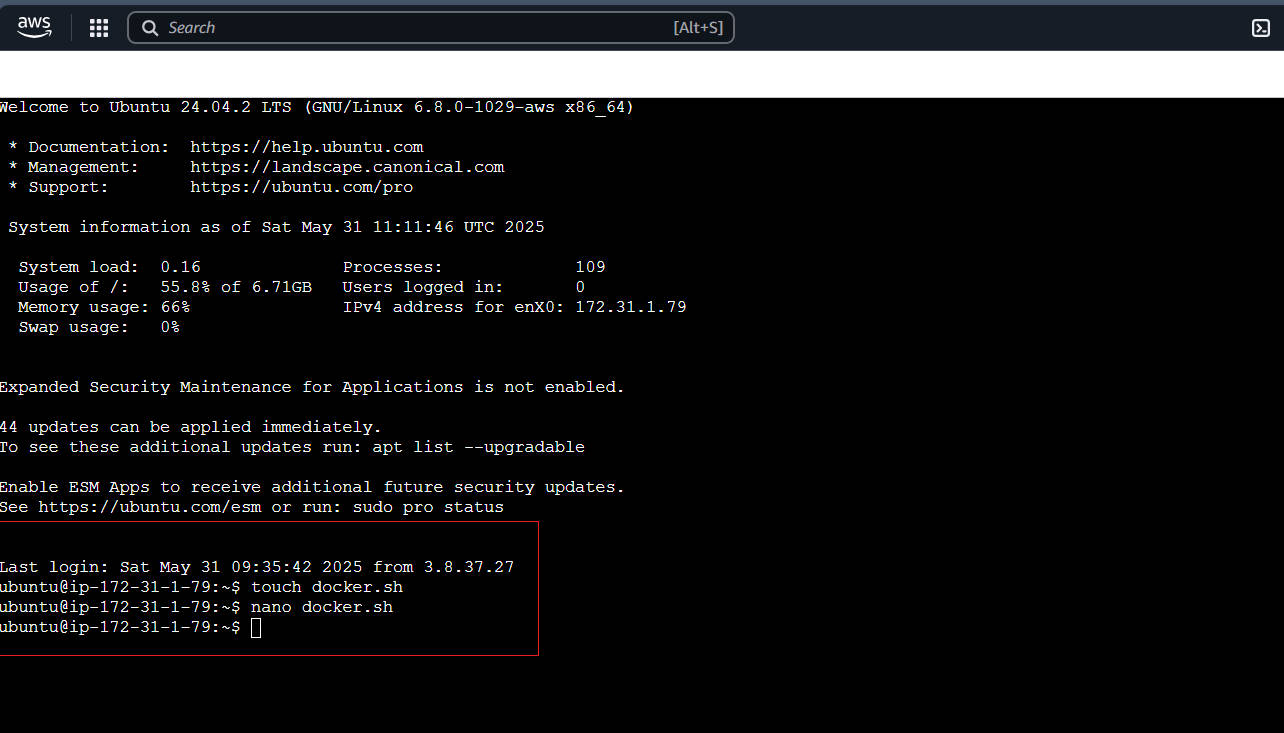 aws
Search [Alt+S]
Welcome to Ubuntu 24.04.2 LTS (GNU/Linux 6.8.0-1029-aws x86_64)
* Documentation: https://help.ubuntu.com
* Management: https://landscape.canonical.com
* Support: https://ubuntu.com/pro
System information as of Sat May 31 11:11:46 UTC 2025
System load: 0.16 Processes: 109
Usage of /: 55.8% of 6.71GB Users logged in: 0
Memory usage: 66% IPv4 address for enX0: 172.31.1.79
Swap usage: 0%
Expanded Security Maintenance for Applications is not enabled.
44 updates can be applied immediately.
To see these additional updates run: apt list --upgradable
Enable ESM Apps to receive additional future security updates.
See https://ubuntu.com/esm or run: sudo pro status
Last login: Sat May 31 09:35:42 2025 from 3.8.37.27
ubuntu@ip-172-31-1-79:~$ touch docker.sh
ubuntu@ip-172-31-1-79:~$ nano docker.sh
ubuntu@ip-172-31-1-79:~$